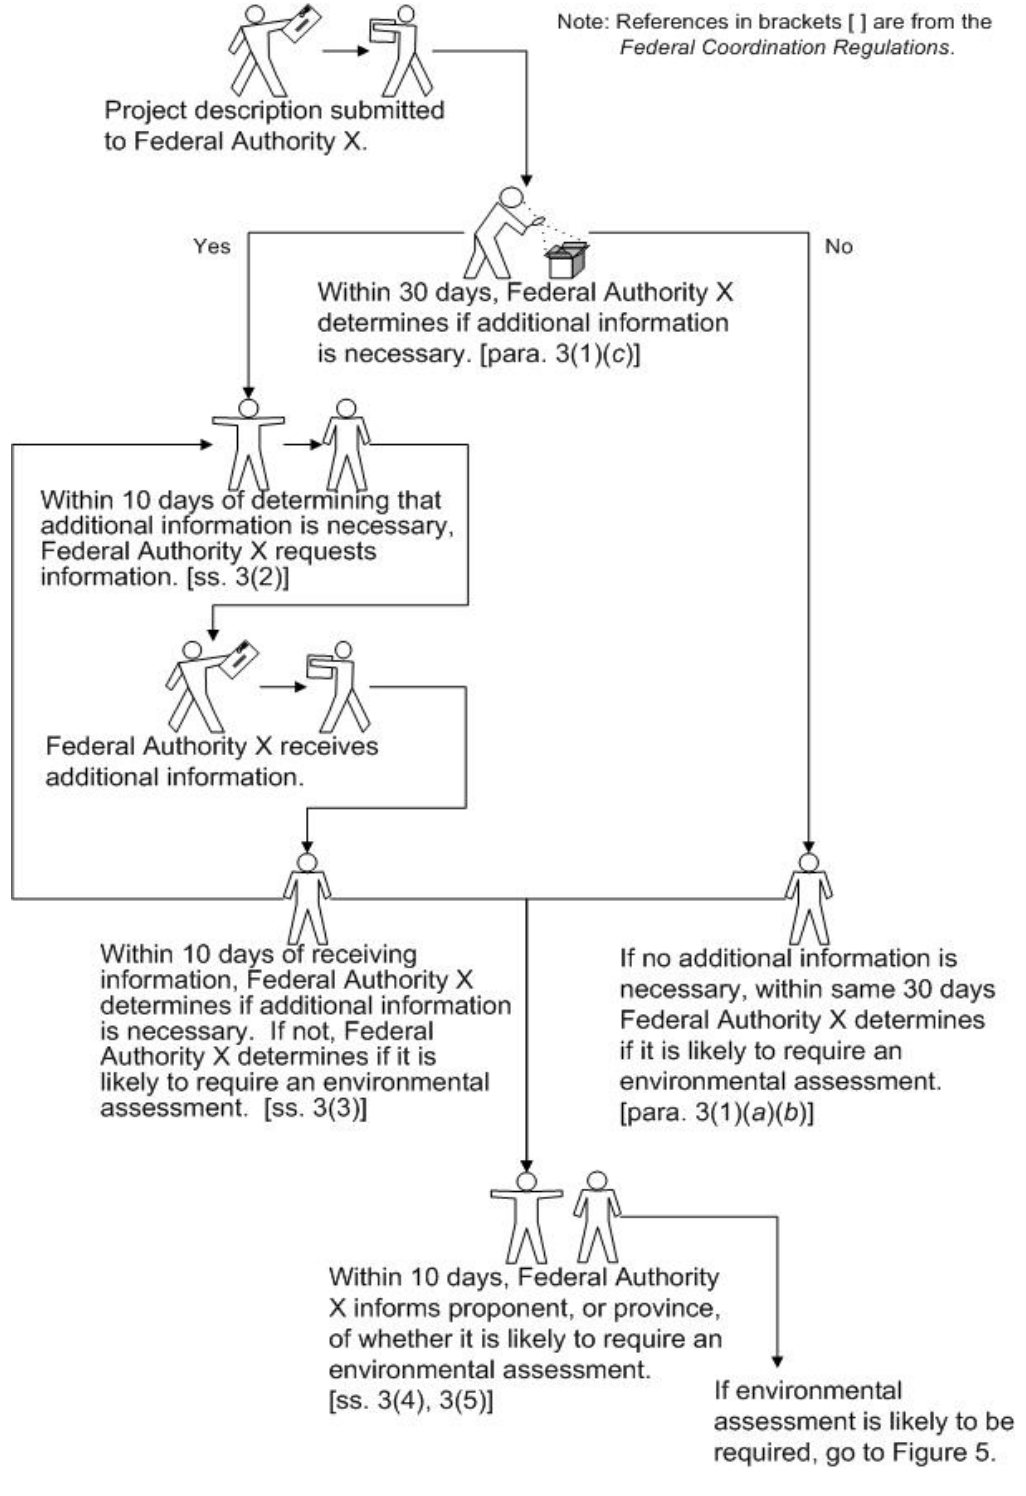 Note: References in brackets [ ] are from the
Federal Coordination Regulations.
Project description submitted
to Federal Authority X.
Yes
No
Within 30 days, Federal Authority X
determines if additional information
is necessary. [para. 3(1)(c)]
Within 10 days of determining that
additional information is necessary,
Federal Authority X requests
information. [ss. 3(2)]
Federal Authority X receives
additional information.
Within 10 days of receiving
information, Federal Authority X
determines if additional information
is necessary.  If not, Federal
Authority X determines if it is
likely to require an environmental
assessment.  [ss. 3(3)]
If no additional information is
necessary, within same 30 days
Federal Authority X determines
if it is likely to require an
environmental assessment.
[para. 3(1)(a)(b)]
Within 10 days, Federal Authority
X informs proponent, or province,
of whether it is likely to require an
environmental assessment.
[ss. 3(4), 3(5)]
If environmental
assessment is likely to be
required, go to Figure 5.